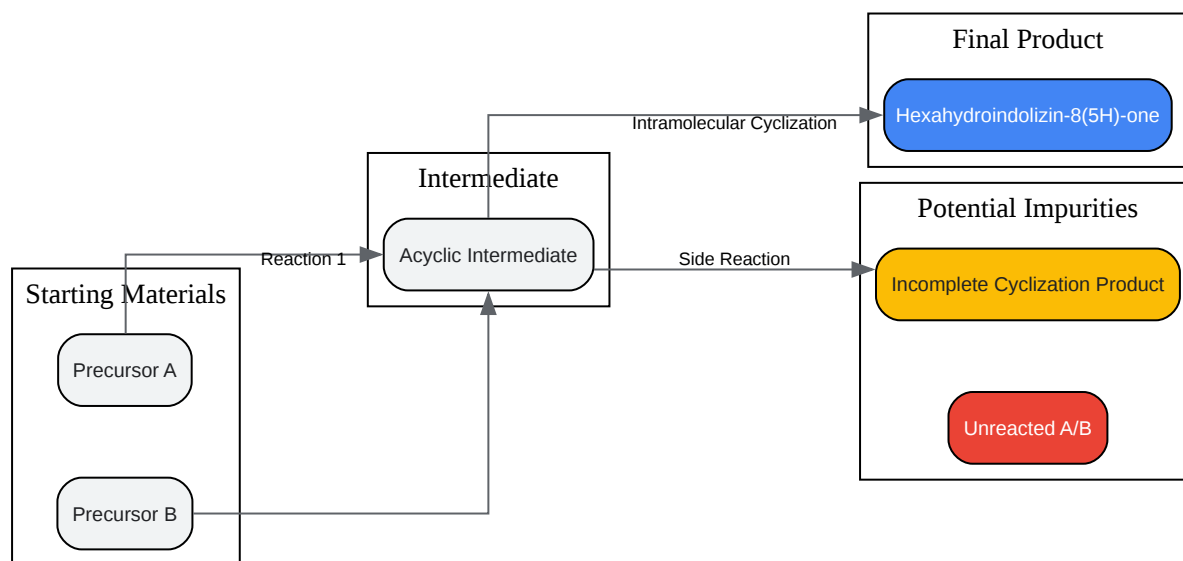 Final Product
Hexahydroindolizin-8(5H)-one
Intramolecular Cyclization
Intermediate
Acyclic Intermediate
Reaction 1
Side Reaction
Potential Impurities
Incomplete Cyclization Product
Unreacted A/B
Starting Materials
Precursor A
Precursor B